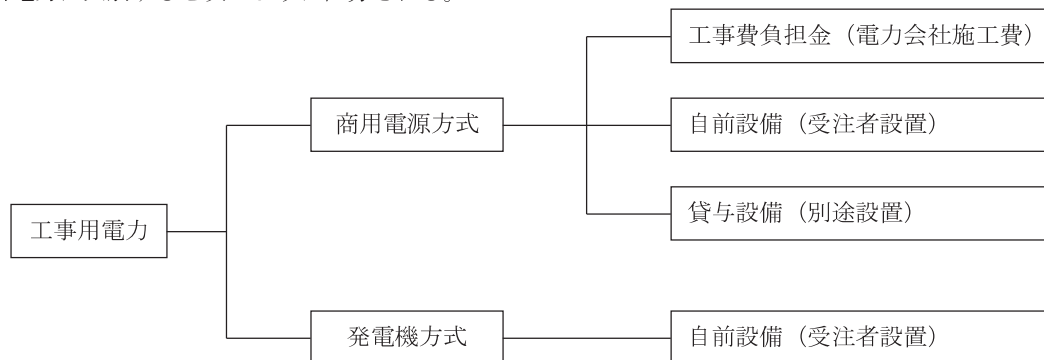 工事費負担金（電力会社施工費）
商用電源方式
自前設備（受注者設置）
貸与設備（別途設置）
工事用電力
発電機方式
自前設備（受注者設置）